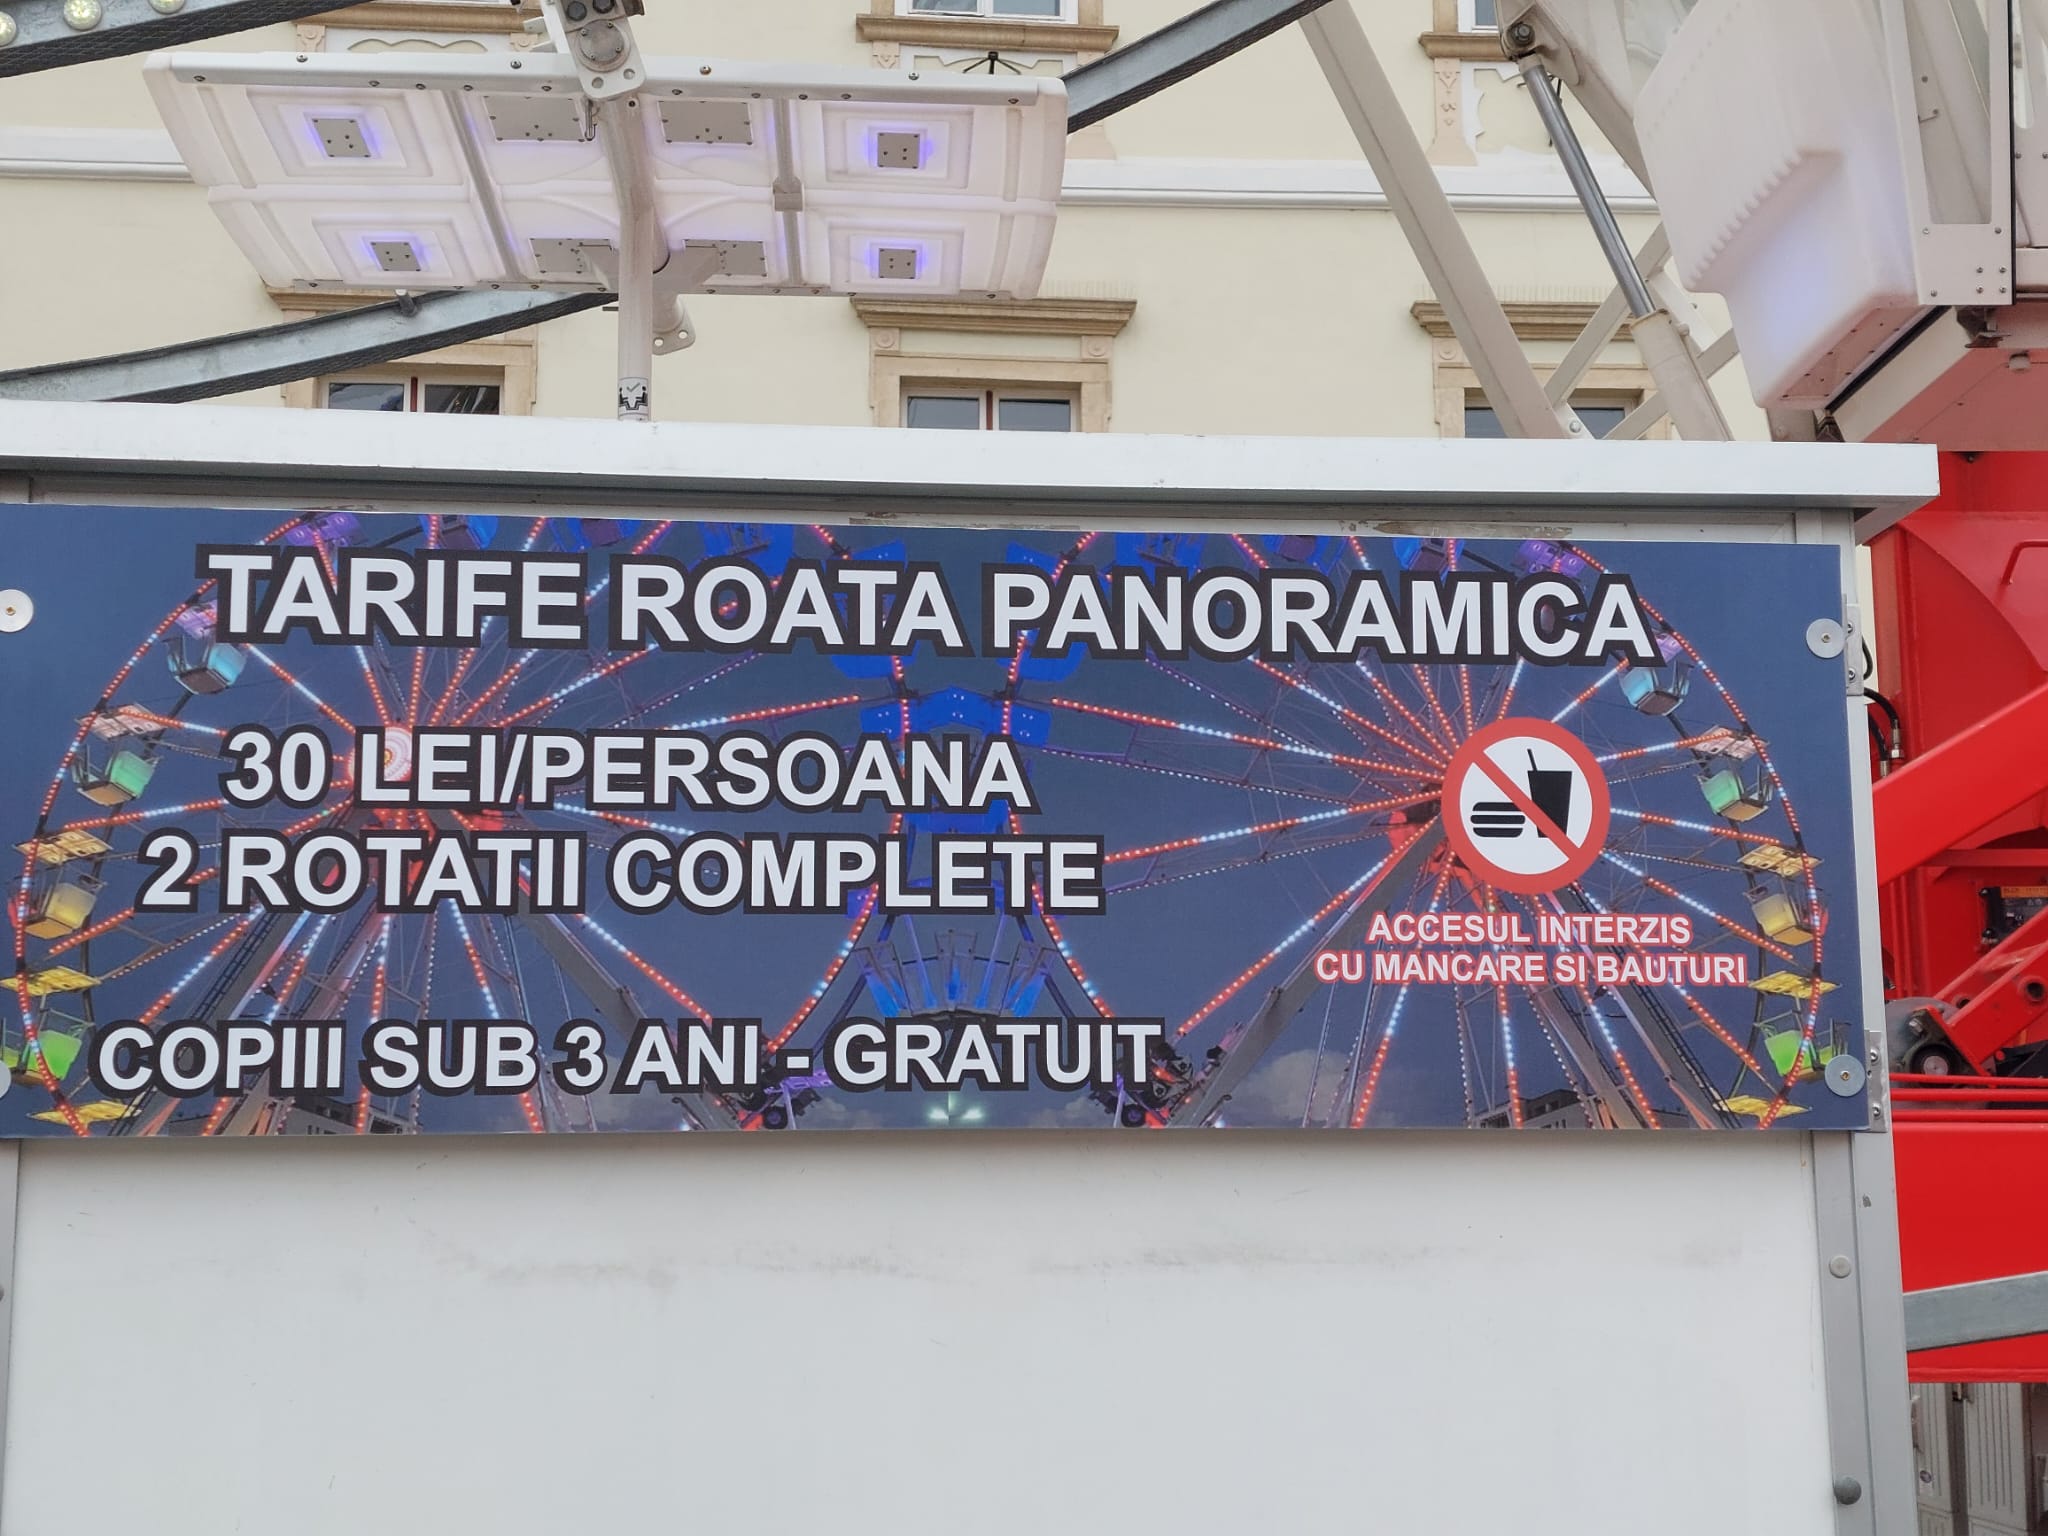 TARIFE ROATA PANORAMICA
30 LEI/PERSOANA
2 ROTATII COMPLETE
ACCESUL INTERZIS
CU MANCARE SI BAUTURI
COPIII SUB 3 ANI - GRATUIT